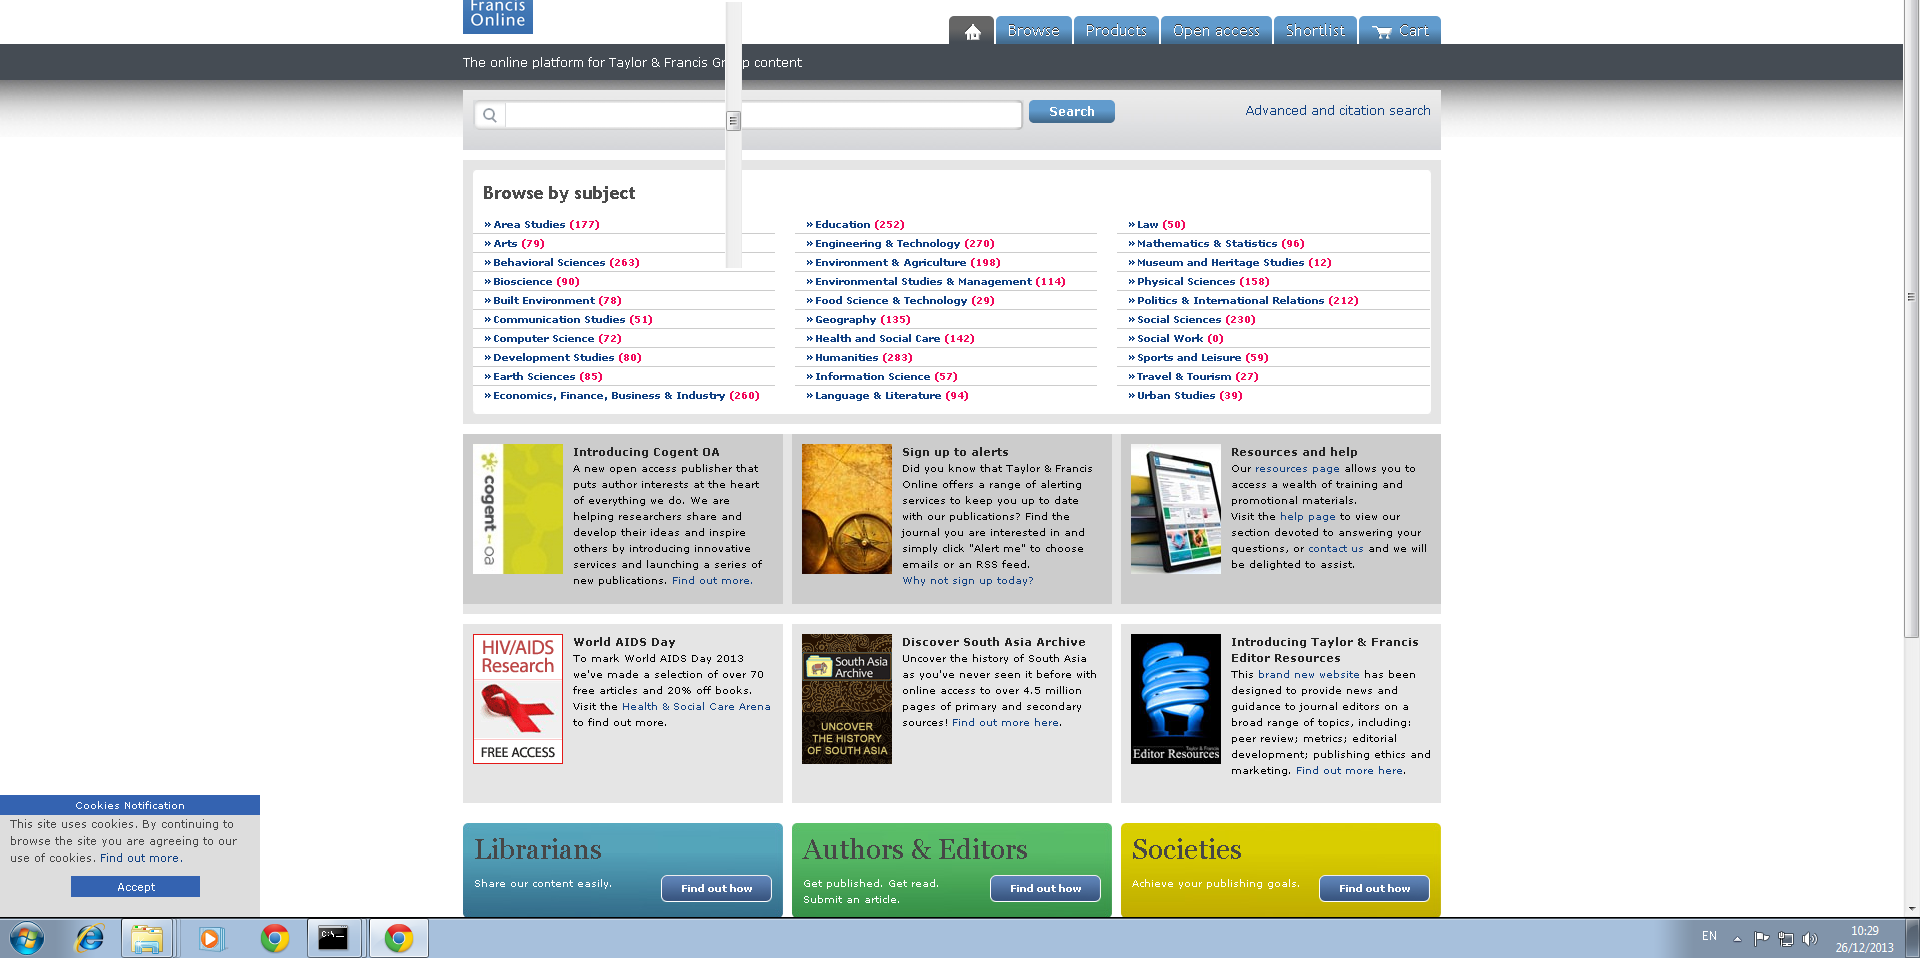 Francis
Online
Browse
Products
Open access
Shortlist
Cart
The online platform for Taylor & Francis Gr p content
Search
Advanced and citation search
Browse by subject
» Area Studies (177)
» Arts (79)
» Behavioral Sciences (263)
» Bioscience (90)
» Built Environment (78)
» Communication Studies (51)
» Computer Science (72)
» Development Studies (80)
» Earth Sciences (85)
» Economics, Finance, Business & Industry (260)
» Education (252)
» Engineering & Technology (270)
» Environment & Agriculture (198)
» Environmental Studies & Management (114)
» Food Science & Technology (29)
» Geography (135)
» Health and Social Care (142)
» Humanities (283)
» Information Science (57)
» Language & Literature (94)
» Law (50)
» Mathematics & Statistics (96)
» Museum and Heritage Studies (12)
» Physical Sciences (158)
» Politics & International Relations (212)
» Social Sciences (230)
» Social Work (0)
» Sports and Leisure (59)
» Travel & Tourism (27)
» Urban Studies (39)
cogent oa
Introducing Cogent OA
A new open access publisher that
puts author interests at the heart
of everything we do. We are
helping researchers share and
develop their ideas and inspire
others by introducing innovative
services and launching a series of
new publications. Find out more.
Sign up to alerts
Did you know that Taylor & Francis
Online offers a range of alerting
services to keep you up to date
with our publications? Find the
journal you are interested in and
simply click "Alert me" to choose
emails or an RSS feed.
Why not sign up today?
Resources and help
Our resources page allows you to
access a wealth of training and
promotional materials.
Visit the help page to view our
section devoted to answering your
questions, or contact us and we will
be delighted to assist.
HIV/AIDS
Research
FREE ACCESS
World AIDS Day
To mark World AIDS Day 2013
we've made a selection of over 70
free articles and 20% off books.
Visit the Health & Social Care Arena
to find out more.
South Asia
Archive
UNCOVER
THE HISTORY
OF SOUTH ASIA
Discover South Asia Archive
Uncover the history of South Asia
as you've never seen it before with
online access to over 4.5 million
pages of primary and secondary
sources! Find out more here.
Taylor & Francis
Editor Resources
Introducing Taylor & Francis
Editor Resources
This brand new website has been
designed to provide news and
guidance to journal editors on a
broad range of topics, including:
peer review; metrics; editorial
development; publishing ethics and
marketing. Find out more here.
Cookies Notification
This site uses cookies. By continuing to
browse the site you are agreeing to our
use of cookies. Find out more.
Accept
Librarians
Share our content easily.
Find out how
Authors & Editors
Get published. Get read.
Submit an article.
Find out how
Societies
Achieve your publishing goals.
Find out how
C:\_
EN
10:29
26/12/2013